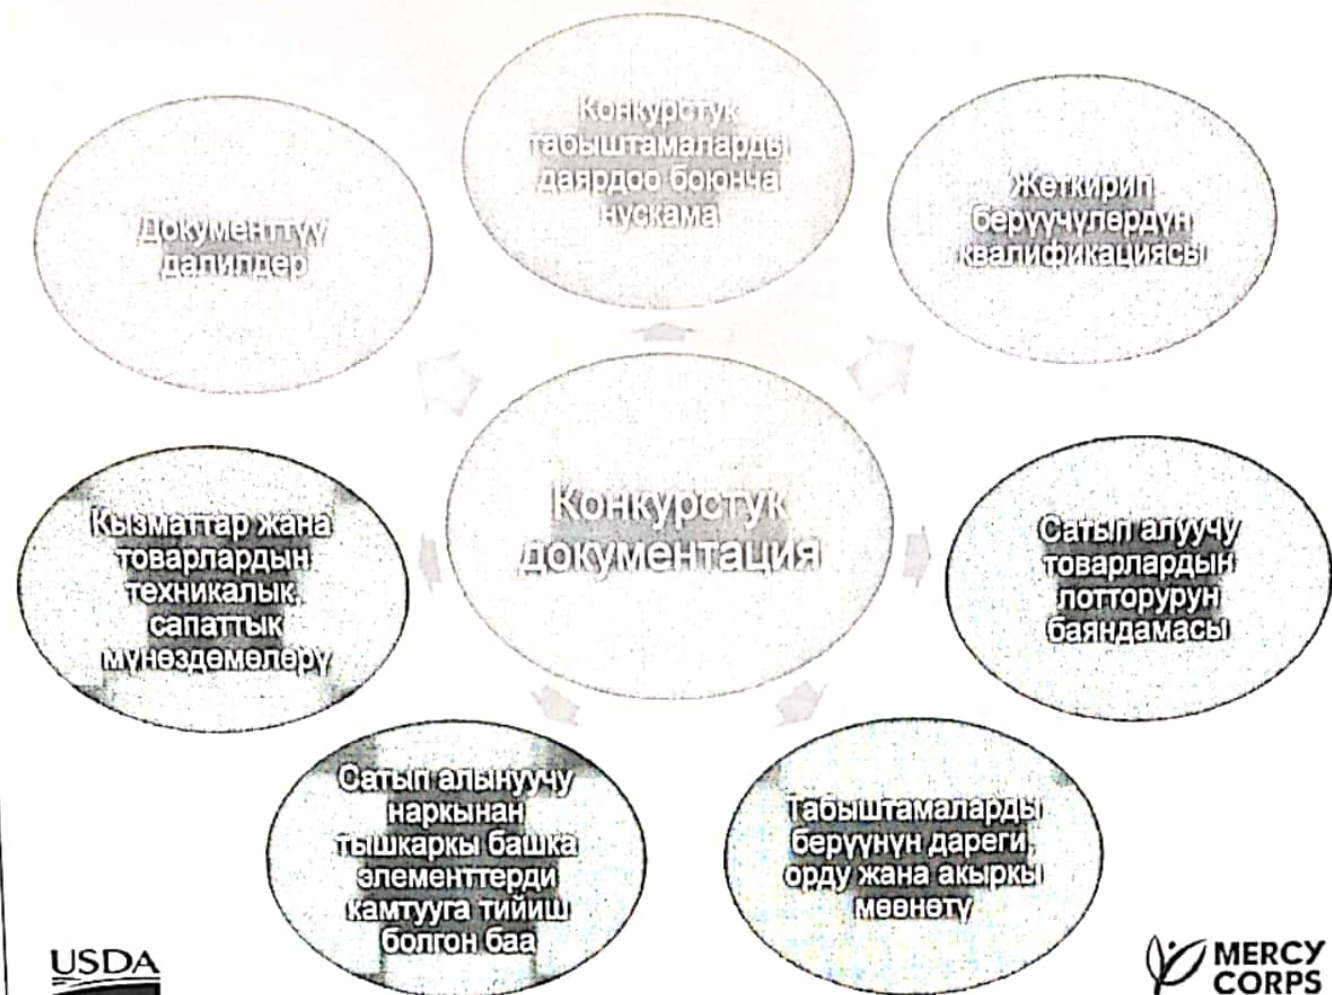 Конкурстук
табыштамаларды
даярдоо боюнча
нускама
Жеткирип
берүүчүлөрдүн
квалификациясы
Документтүү
далилдер
Конкурстук
документация
Кызматтар жана
товарлардын
техникалык,
сапаттык
мүнөздөмөлөрү
Сатып алуучу
товарлардын
лотторурун
баяндамасы
Сатып алынуучу
наркынан
тышкаркы башка
элементтерди
камтууга тийиш
болгон баа
Табыштамаларды
берүүнүн дареги,
орду жана акыркы
мөөнөтү
USDA
MERCY
CORPS